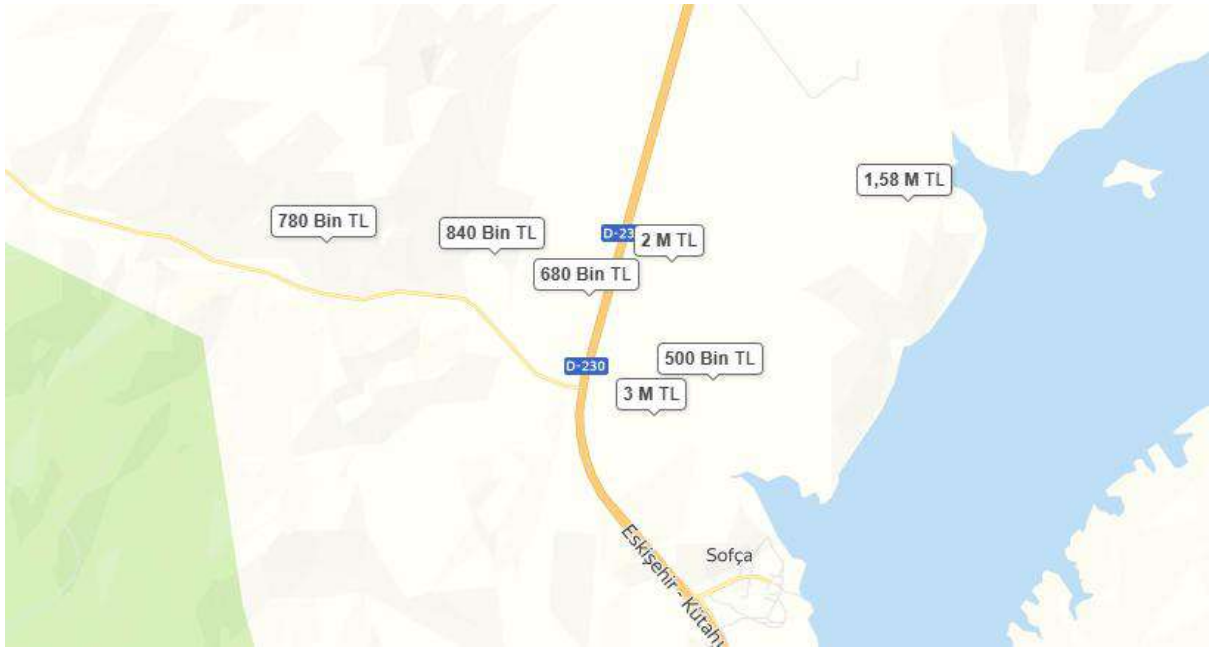 1,58 M TL
780 Bin TL
840 Bin TL
D-23
2 M TL
680 Bin TL
500 Bin TL
D-230
3 M TL
Eskişehir - Kütahy
Sofça